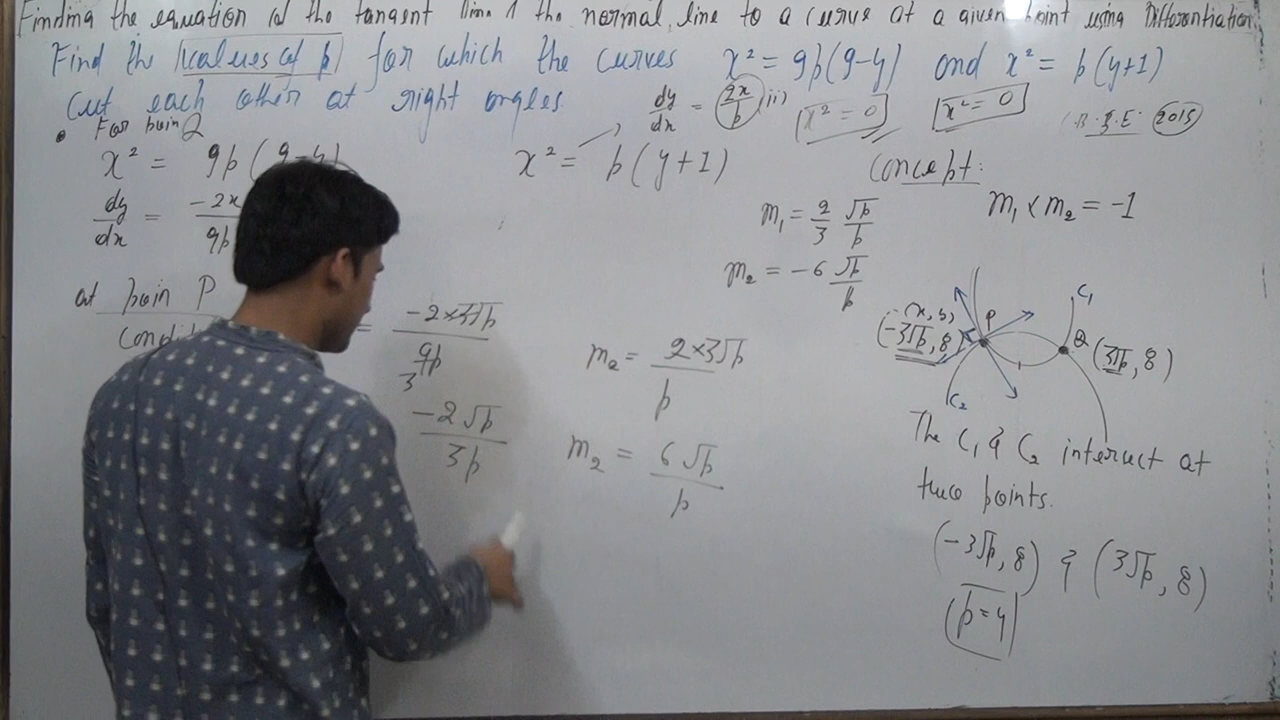 Finding the equation of the tangent line & the normal line to a curve at a given point using Differentiation
Find the values of p for which the curves x² = 9p(9-y) and x² = p(y+1)
cut each other at right angles.
dy/dx = 2x/p (ii)
x² = 0
x² = 0
2015
For poin Q
x² = 9p(9-y)
x² = p(y+1)
Concept:
dy/dx = -2x/9p
m₁ = 2/3 √p/p
m₁ × m₂ = -1
m₂ = -6 √p/p
at poin P
= -2×3√p/9p
3
m₂ = 2×3√p/p
C₁
P
(-3√p, 8)
Q (3√p, 8)
C₂
-2√p/3p
m₂ = 6√p/p
The C₁ & C₂ intersect at
two points.
(-3√p, 8) & (3√p, 8)
(p=4)